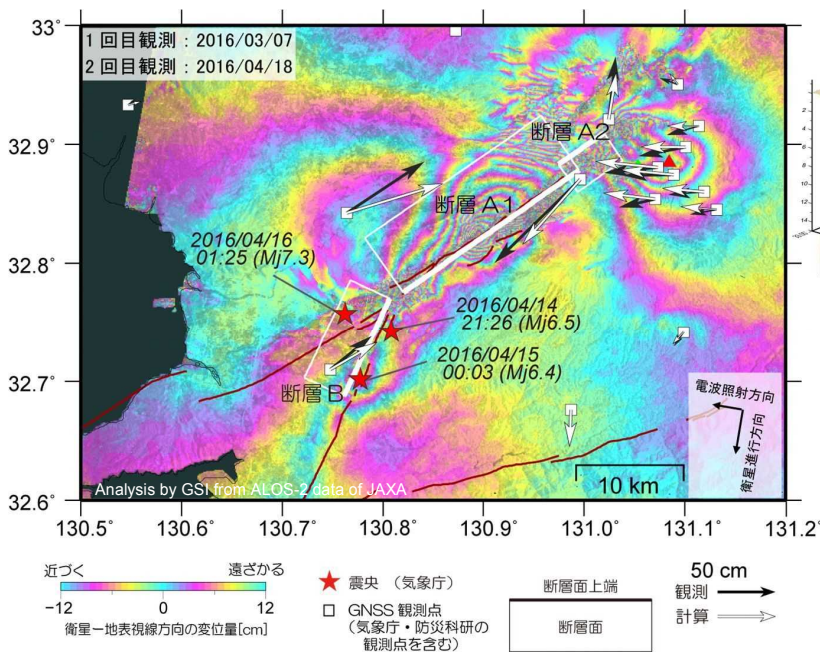 33°
1回目観測：2016/03/07
2回目観測：2016/04/18
32.9°
32.8°
32.7°
32.6°
断層 A2
断層 A1
2016/04/16
01:25 (Mj7.3)
2016/04/14
21:26 (Mj6.5)
2016/04/15
00:03 (Mj6.4)
断層 B
電波照射方向
衛星進行方向
10 km
Analysis by GSI from ALOS-2 data of JAXA
130.5° 130.6° 130.7° 130.8° 130.9° 131.0° 131.1° 131.2°
0
2
4
6
8
10
12
14
近づく 遠ざかる
-12 0 12
衛星－地表視線方向の変位量[cm]
震央 （気象庁）
GNSS 観測点
（気象庁・防災科研の
観測点を含む）
断層面上端
断層面
50 cm
観測
計算